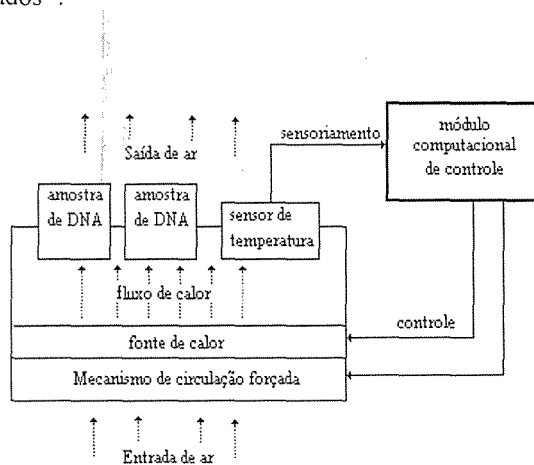 módulo
computacional
de controle
sensoriamento
Saída de ar
amostra
de DNA
amostra
de DNA
sensor de
temperatura
fluxo de calor
controle
fonte de calor
Mecanismo de circulação forçada
Entrada de ar